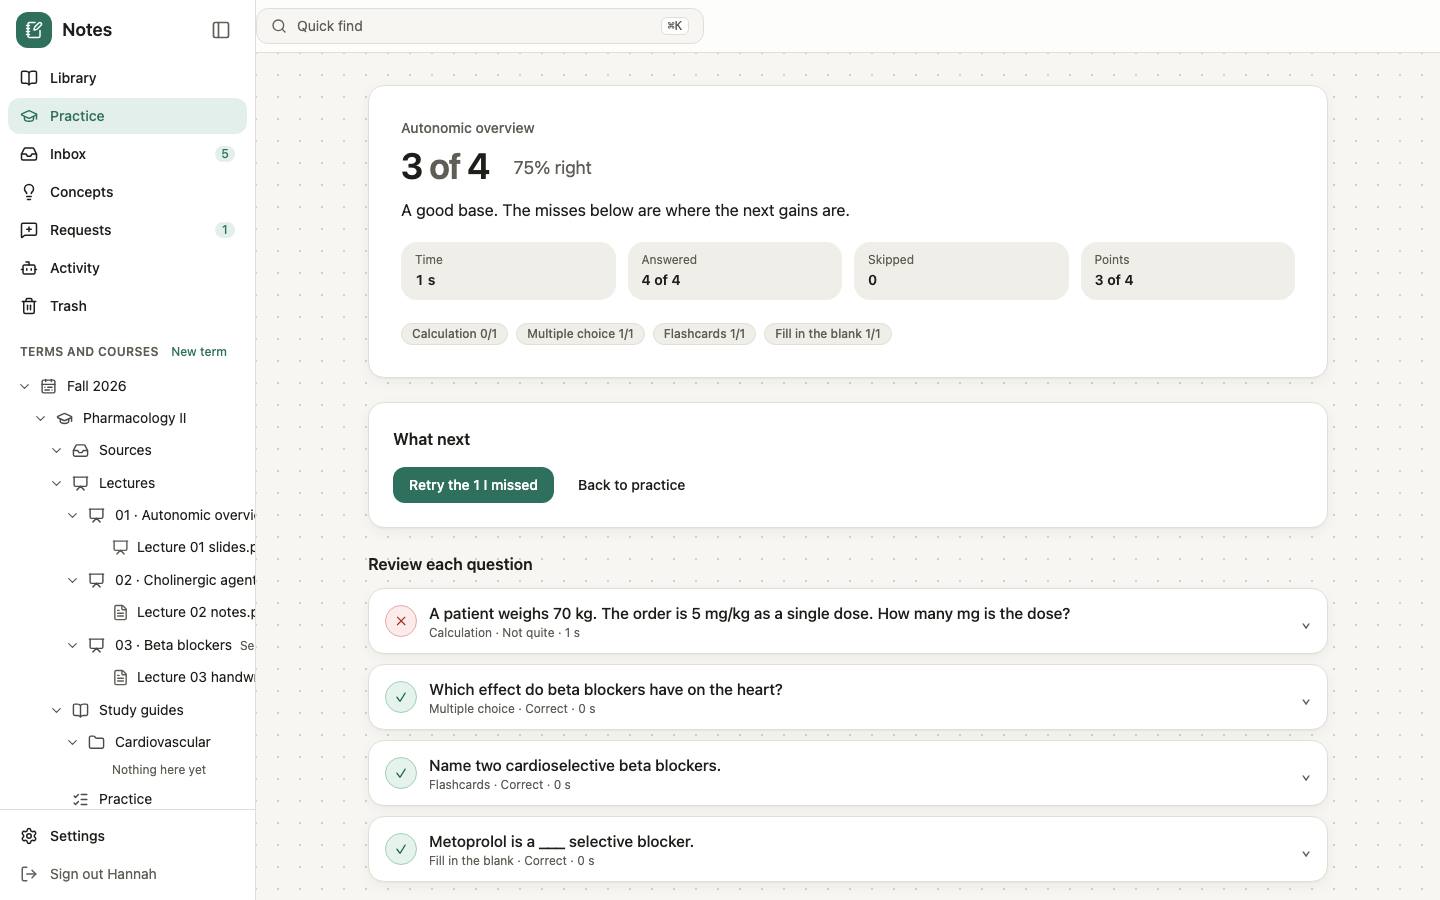 Notes
Library
Practice
Inbox 5
Concepts
Requests 1
Activity
Trash
TERMS AND COURSES New term
Fall 2026
Pharmacology II
Sources
Lectures
01 · Autonomic overvi
Lecture 01 slides.p
02 · Cholinergic agent
Lecture 02 notes.p
03 · Beta blockers Se
Lecture 03 handwr
Study guides
Cardiovascular
Nothing here yet
Practice
Settings
Sign out Hannah
Quick find ⌘K
Autonomic overview
3 of 4 75% right
A good base. The misses below are where the next gains are.
Time Answered Skipped Points
1 s 4 of 4 0 3 of 4
Calculation 0/1 Multiple choice 1/1 Flashcards 1/1 Fill in the blank 1/1
What next
Retry the 1 I missed Back to practice
Review each question
A patient weighs 70 kg. The order is 5 mg/kg as a single dose. How many mg is the dose?
Calculation · Not quite · 1 s
Which effect do beta blockers have on the heart?
Multiple choice · Correct · 0 s
Name two cardioselective beta blockers.
Flashcards · Correct · 0 s
Metoprolol is a ___ selective blocker.
Fill in the blank · Correct · 0 s